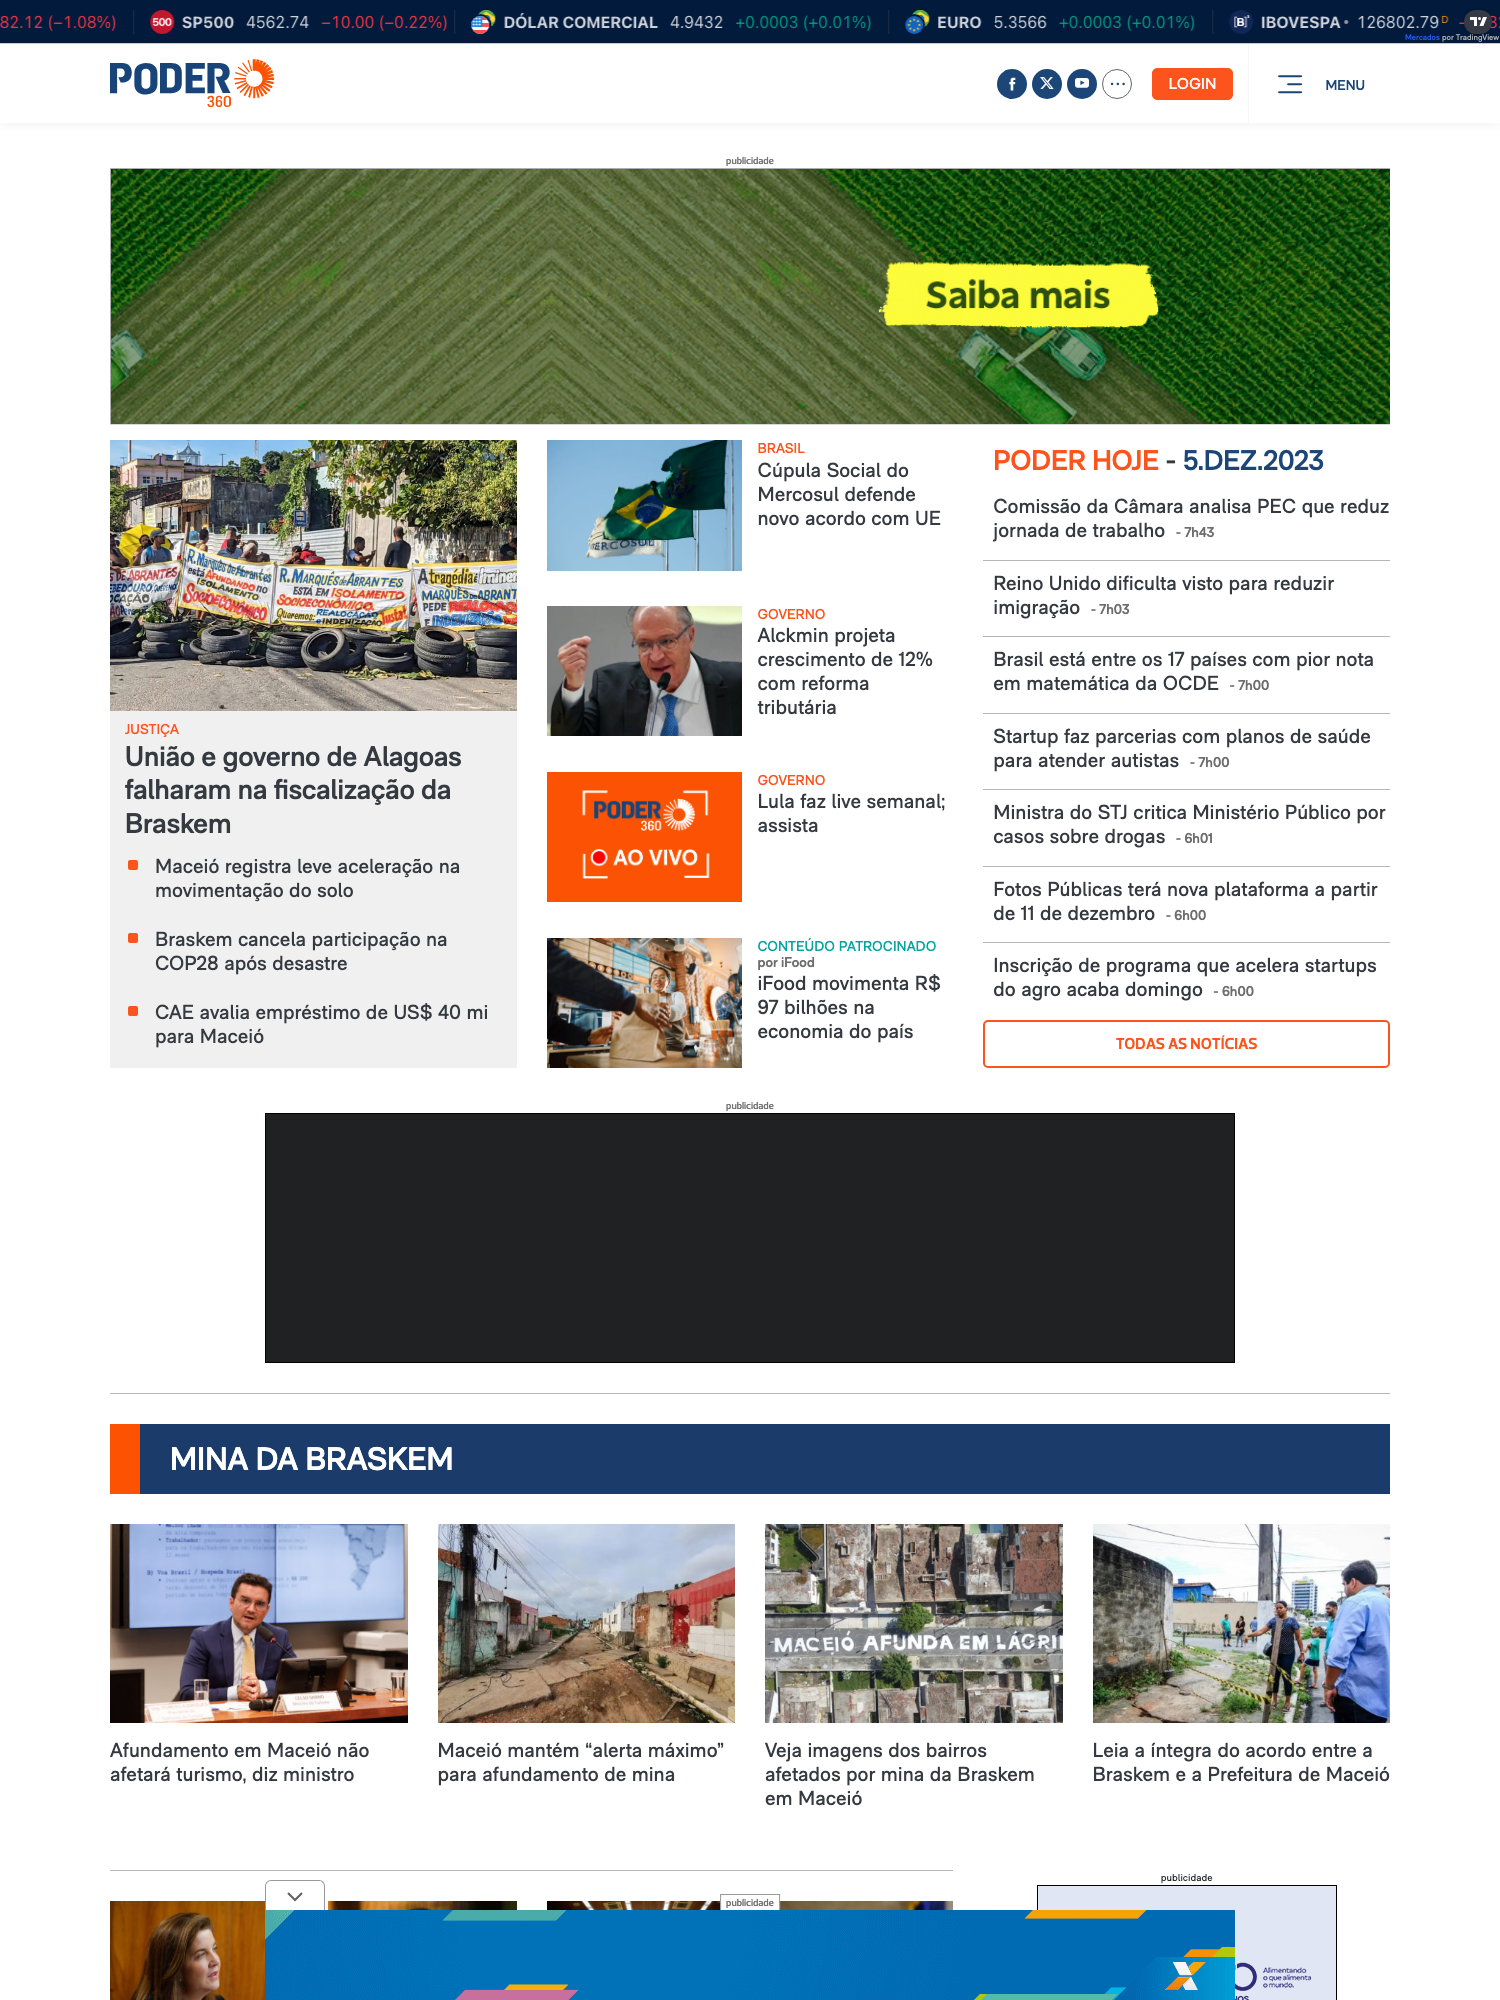 82.12 (−1.08%) SP500 4562.74 −10.00 (−0.22%) DÓLAR COMERCIAL 4.9432 +0.0003 (+0.01%) EURO 5.3566 +0.0003 (+0.01%) IBOVESPA 126802.79 D
Mercados por TradingView
PODER
360
LOGIN
MENU
publicidade
Saiba mais
JUSTIÇA
União e governo de Alagoas
falharam na fiscalização da
Braskem
Maceió registra leve aceleração na
movimentação do solo
Braskem cancela participação na
COP28 após desastre
CAE avalia empréstimo de US$ 40 mi
para Maceió
BRASIL
Cúpula Social do
Mercosul defende
novo acordo com UE
GOVERNO
Alckmin projeta
crescimento de 12%
com reforma
tributária
PODER
360
AO VIVO
GOVERNO
Lula faz live semanal;
assista
CONTEÚDO PATROCINADO
por iFood
iFood movimenta R$
97 bilhões na
economia do país
PODER HOJE - 5.DEZ.2023
Comissão da Câmara analisa PEC que reduz
jornada de trabalho - 7h43
Reino Unido dificulta visto para reduzir
imigração - 7h03
Brasil está entre os 17 países com pior nota
em matemática da OCDE - 7h00
Startup faz parcerias com planos de saúde
para atender autistas - 7h00
Ministra do STJ critica Ministério Público por
casos sobre drogas - 6h01
Fotos Públicas terá nova plataforma a partir
de 11 de dezembro - 6h00
Inscrição de programa que acelera startups
do agro acaba domingo - 6h00
TODAS AS NOTÍCIAS
publicidade
MINA DA BRASKEM
MACEIÓ AFUNDA EM LÁGRI
Afundamento em Maceió não
afetará turismo, diz ministro
Maceió mantém “alerta máximo”
para afundamento de mina
Veja imagens dos bairros
afetados por mina da Braskem
em Maceió
Leia a íntegra do acordo entre a
Braskem e a Prefeitura de Maceió
publicidade
publicidade
Alimentando
o que alimenta
o mundo.